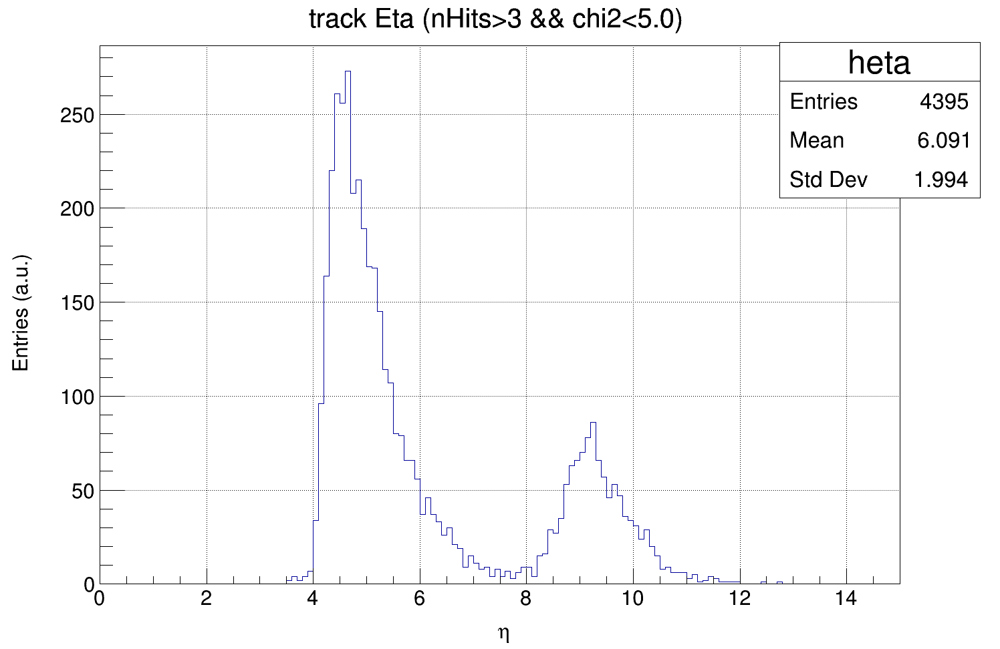 track Eta (nHits>3 && chi2<5.0)
heta
Entries 4395
Mean 6.091
Std Dev 1.994
Entries (a.u.)
250
200
150
100
50
0
0 2 4 6 8 10 12 14
η